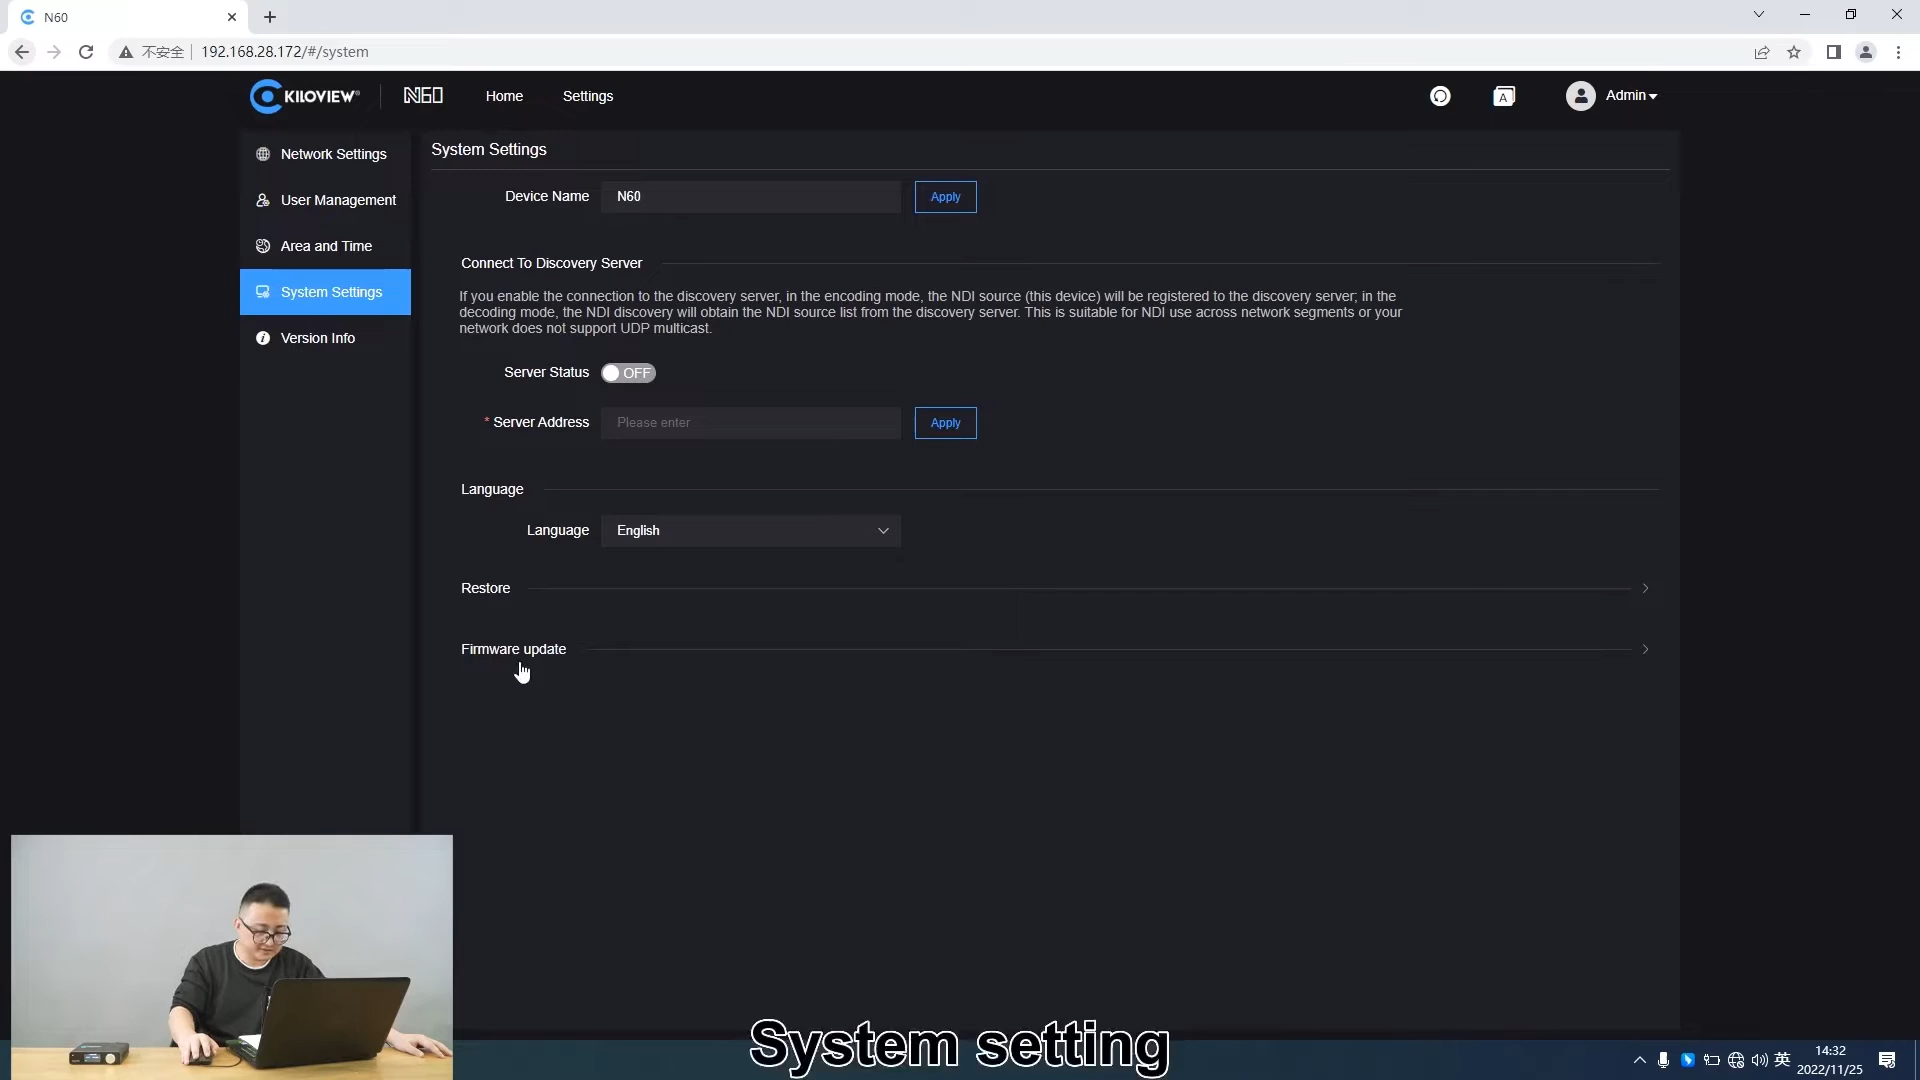 N60
不安全 192.168.28.172/#/system
KILOVIEW® N60 Home Settings A Admin
Network Settings
User Management
Area and Time
System Settings
Version Info
System Settings
Device Name N60 Apply
Connect To Discovery Server
If you enable the connection to the discovery server, in the encoding mode, the NDI source (this device) will be registered to the discovery server; in the
decoding mode, the NDI discovery will obtain the NDI source list from the discovery server. This is suitable for NDI use across network segments or your
network does not support UDP multicast.
Server Status OFF
* Server Address Please enter Apply
Language
Language English
Restore
Firmware update
System setting
英 14:32
2022/11/25